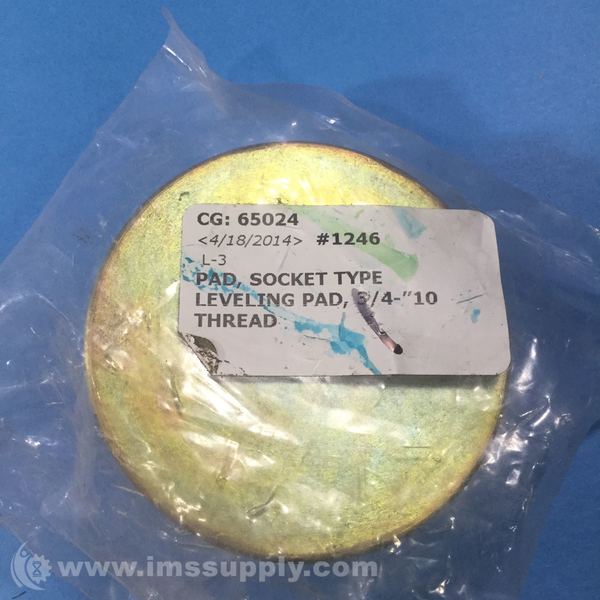 CG: 65024
<4/18/2014> #1246
L-3
PAD, SOCKET TYPE
LEVELING PAD, 3/4-"10
THREAD
www.imssupply.com